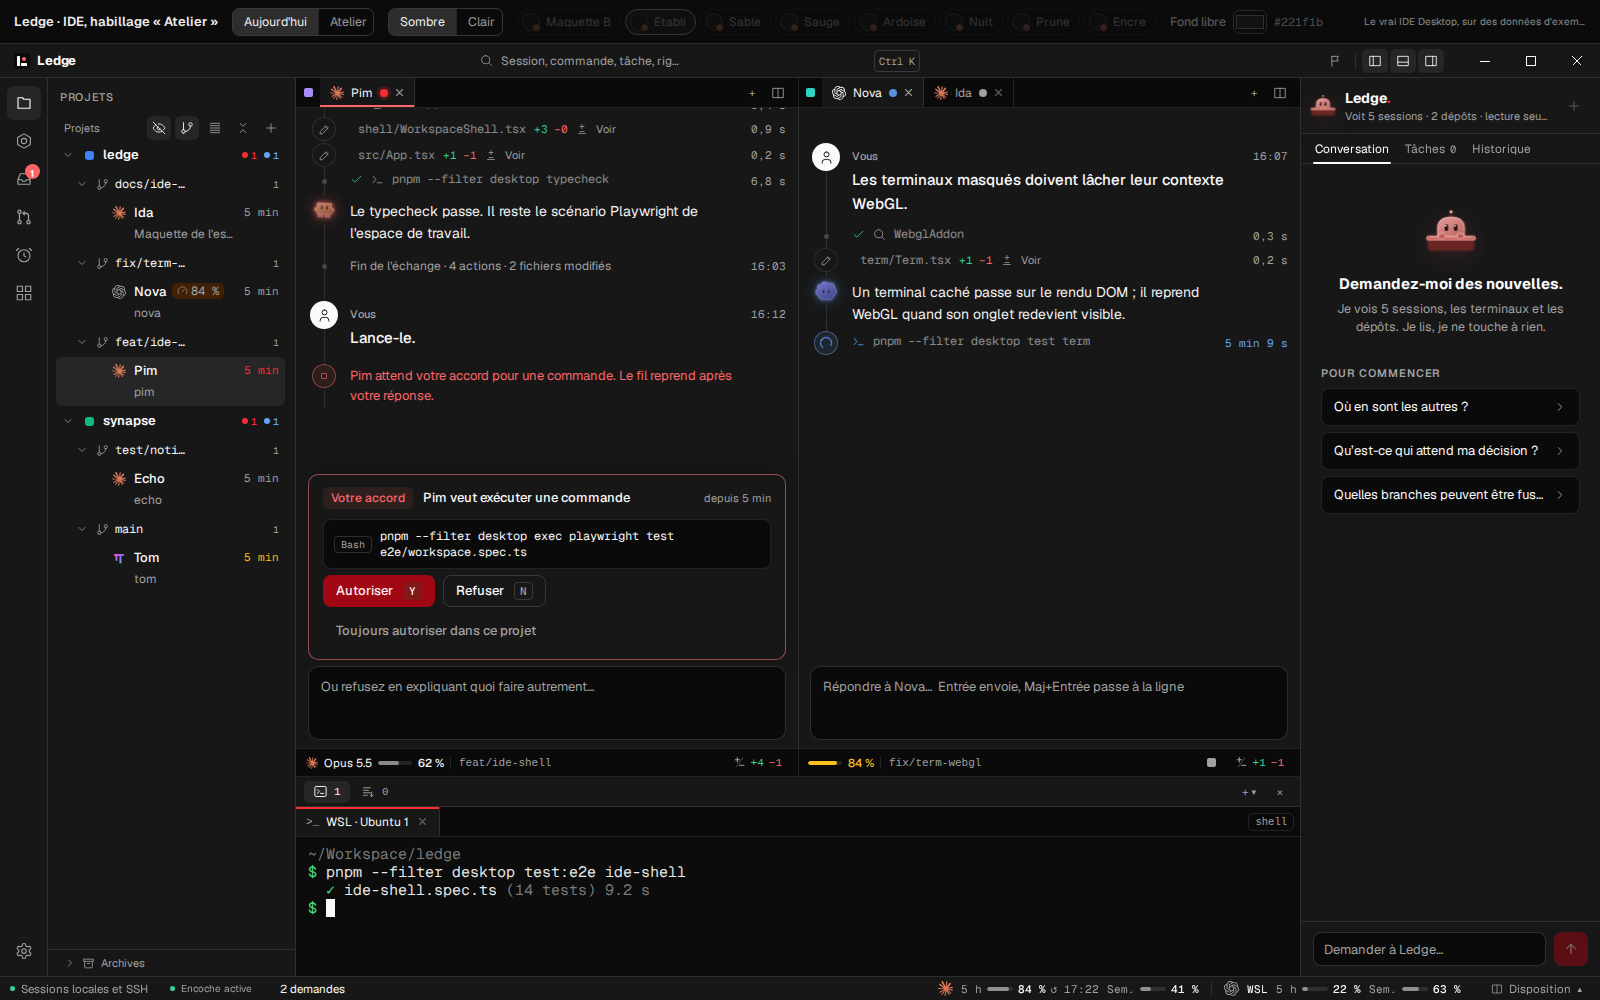 Ledge · IDE, habillage « Atelier »
Aujourd'hui
Atelier
Sombre
Clair
Maquette B
Établi
Sable
Sauge
Ardoise
Nuit
Prune
Encre
Fond libre
#221f1b
Le vrai IDE Desktop, sur des données d'exem…
Ledge
Session, commande, tâche, rig…
Ctrl K
1
PROJETS
Projets
ledge
1
1
docs/ide-…
1
Ida
5 min
Maquette de l'es…
fix/term-…
1
Nova
84 %
5 min
nova
feat/ide-…
1
Pim
5 min
pim
synapse
1
1
test/noti…
1
Echo
5 min
echo
main
1
Tom
5 min
tom
Archives
Pim
shell/WorkspaceShell.tsx +3 −0 Voir
0,9 s
src/App.tsx +1 −1 Voir
0,2 s
pnpm --filter desktop typecheck
6,8 s
Le typecheck passe. Il reste le scénario Playwright de
l'espace de travail.
Fin de l'échange · 4 actions · 2 fichiers modifiés
16:03
Vous
16:12
Lance-le.
Pim attend votre accord pour une commande. Le fil reprend après
votre réponse.
Votre accord
Pim veut exécuter une commande
depuis 5 min
Bash
pnpm --filter desktop exec playwright test
e2e/workspace.spec.ts
Autoriser Y
Refuser N
Toujours autoriser dans ce projet
Ou refusez en expliquant quoi faire autrement…
Opus 5.5
62 %
feat/ide-shell
+4 −1
Nova
Ida
Vous
16:07
Les terminaux masqués doivent lâcher leur contexte
WebGL.
WebglAddon
0,3 s
term/Term.tsx +1 −1 Voir
0,2 s
Un terminal caché passe sur le rendu DOM ; il reprend
WebGL quand son onglet redevient visible.
pnpm --filter desktop test term
5 min 9 s
Répondre à Nova… Entrée envoie, Maj+Entrée passe à la ligne
84 %
fix/term-webgl
+1 −1
1
0
>_ WSL · Ubuntu 1
shell
~/Workspace/ledge
$ pnpm --filter desktop test:e2e ide-shell
✓ ide-shell.spec.ts (14 tests) 9.2 s
$
Ledge.
Voit 5 sessions · 2 dépôts · lecture seu…
Conversation
Tâches 0
Historique
Demandez-moi des nouvelles.
Je vois 5 sessions, les terminaux et les
dépôts. Je lis, je ne touche à rien.
POUR COMMENCER
Où en sont les autres ?
Qu'est-ce qui attend ma décision ?
Quelles branches peuvent être fus…
Demander à Ledge…
Sessions locales et SSH
Encoche active
2 demandes
5 h 84 % ↺ 17:22 Sem. 41 %
WSL 5 h 22 % Sem. 63 %
Disposition